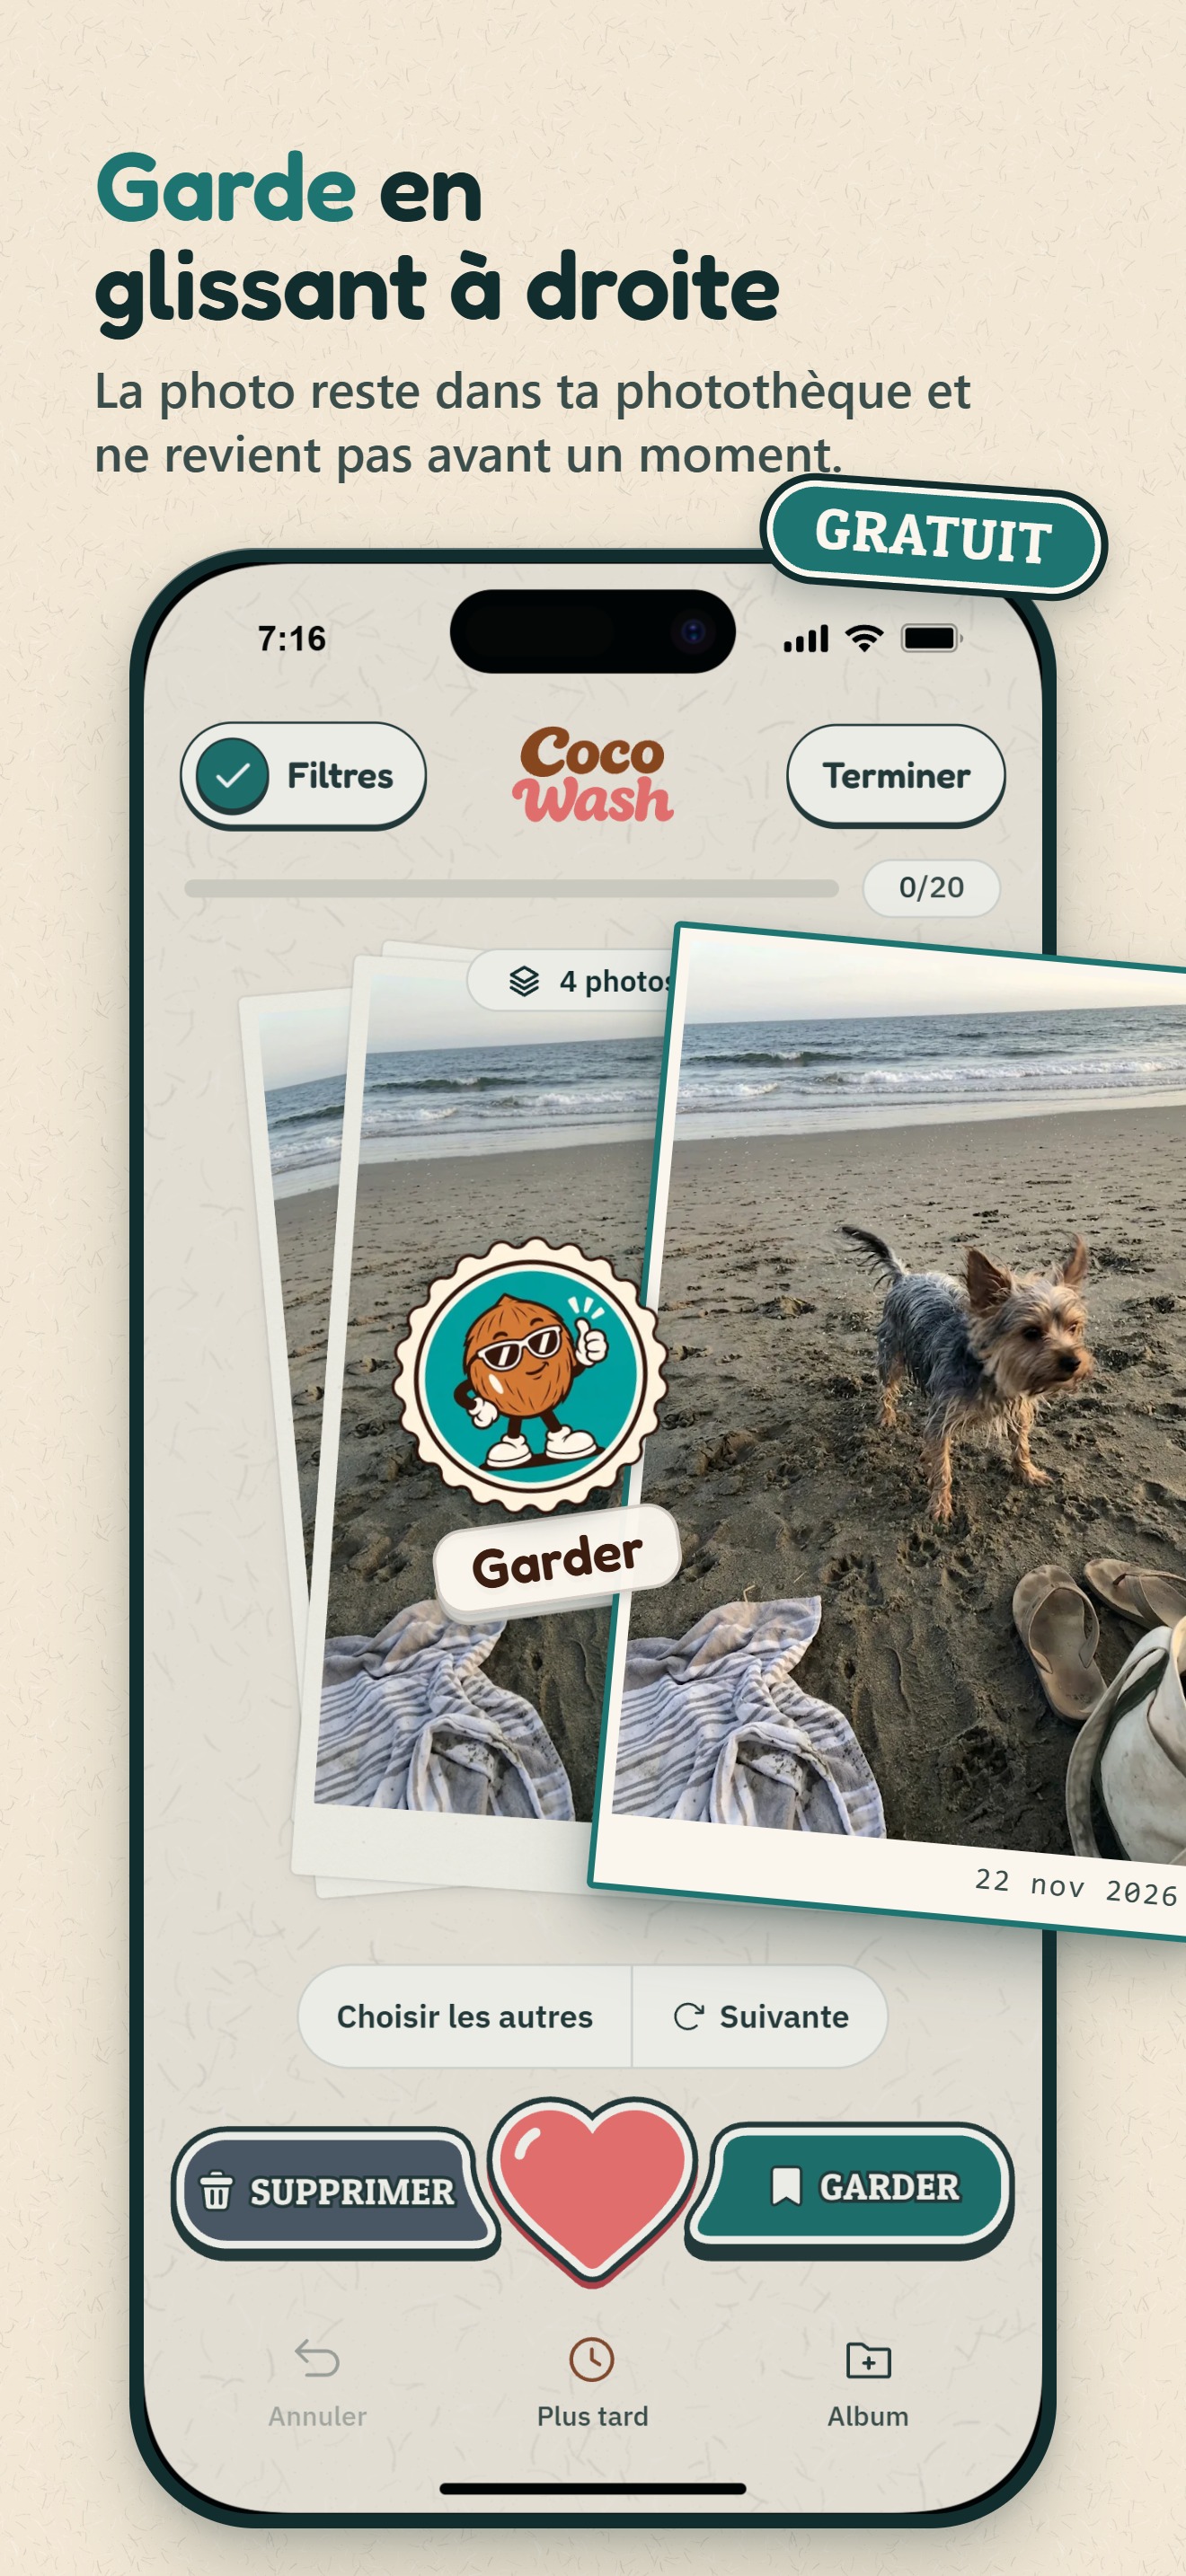 Garde en
glissant à droite
La photo reste dans ta photothèque et
ne revient pas avant un moment.
GRATUIT
7:16
Filtres
Coco
Wash
Terminer
0/20
4 photos
Garder
22 nov 2026
Choisir les autres
Suivante
SUPPRIMER
GARDER
Annuler
Plus tard
Album